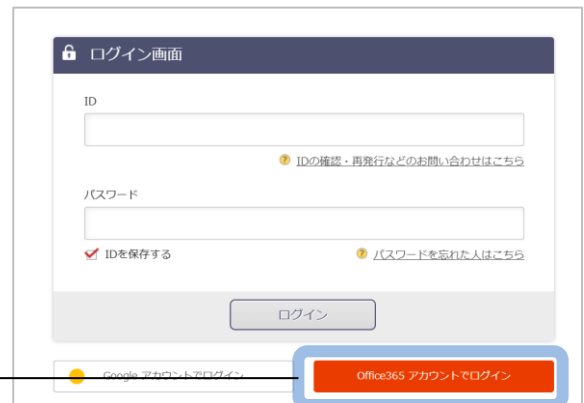 ログイン画面
ID
IDの確認・再発行などのお問い合わせはこちら
パスワード
IDを保存する
パスワードを忘れた人はこちら
ログイン
Google アカウントでログイン
Office365 アカウントでログイン